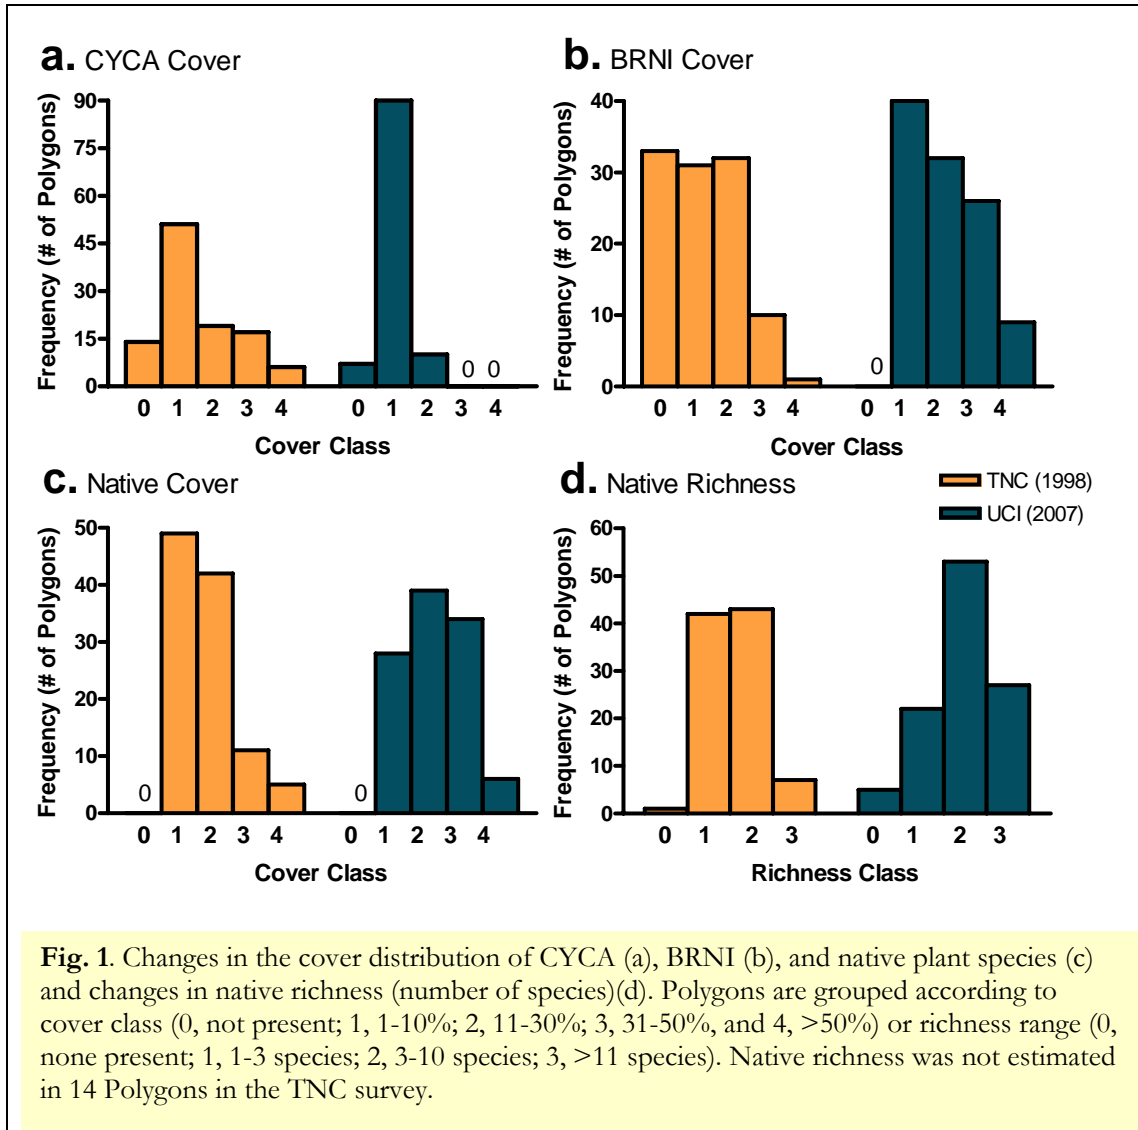 a. CYCA Cover
90
75
60
45
30
15
0
Frequency (# of Polygons)
0 0
0 1 2 3 4 0 1 2 3 4
Cover Class
b. BRNI Cover
40
30
20
10
0
Frequency (# of Polygons)
0
0 1 2 3 4 0 1 2 3 4
Cover Class
c. Native Cover
50
40
30
20
10
0
Frequency (# of Polygons)
0 0
0 1 2 3 4 0 1 2 3 4
Cover Class
d. Native Richness
TNC (1998)
UCI (2007)
60
50
40
30
20
10
0
Frequency (# of Polygons)
0 1 2 3 0 1 2 3
Richness Class
Fig. 1. Changes in the cover distribution of CYCA (a), BRNI (b), and native plant species (c)
and changes in native richness (number of species)(d). Polygons are grouped according to
cover class (0, not present; 1, 1-10%; 2, 11-30%; 3, 31-50%, and 4, >50%) or richness range (0,
none present; 1, 1-3 species; 2, 3-10 species; 3, >11 species). Native richness was not estimated
in 14 Polygons in the TNC survey.